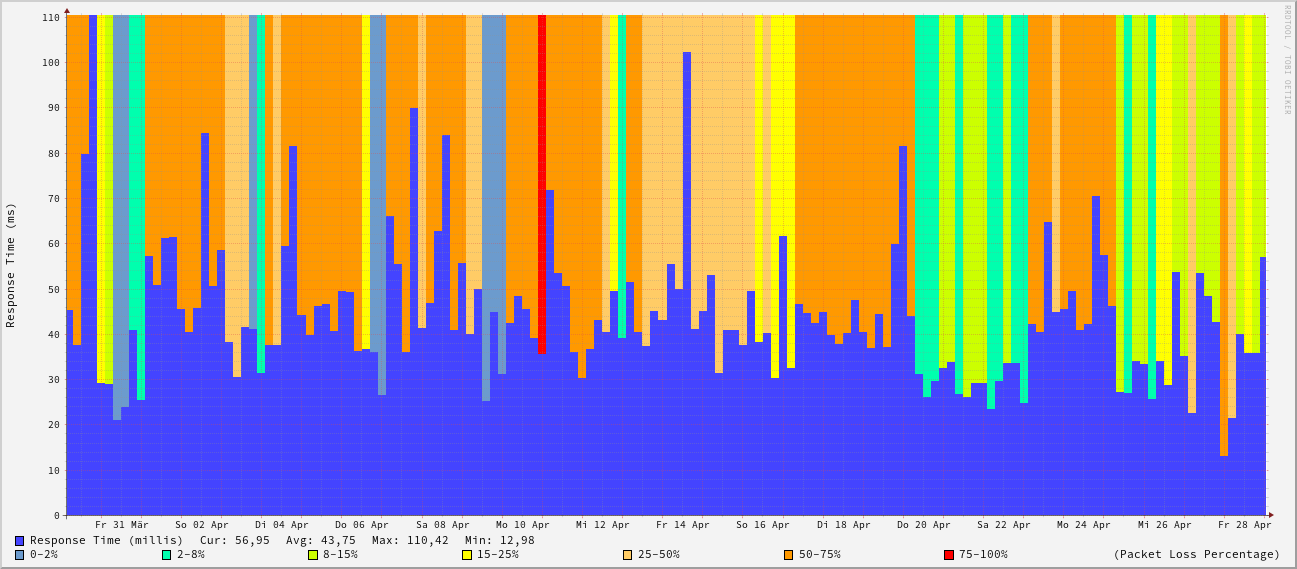 RRDTOOL / TOBI OETIKER
Response Time (ms)
110
100
90
80
70
60
50
40
30
20
10
0
Fr 31 Mär So 02 Apr Di 04 Apr Do 06 Apr Sa 08 Apr Mo 10 Apr Mi 12 Apr Fr 14 Apr So 16 Apr Di 18 Apr Do 20 Apr Sa 22 Apr Mo 24 Apr Mi 26 Apr Fr 28 Apr
Response Time (millis) Cur: 56,95 Avg: 43,75 Max: 110,42 Min: 12,98
0-2% 2-8% 8-15% 15-25% 25-50% 50-75% 75-100% (Packet Loss Percentage)